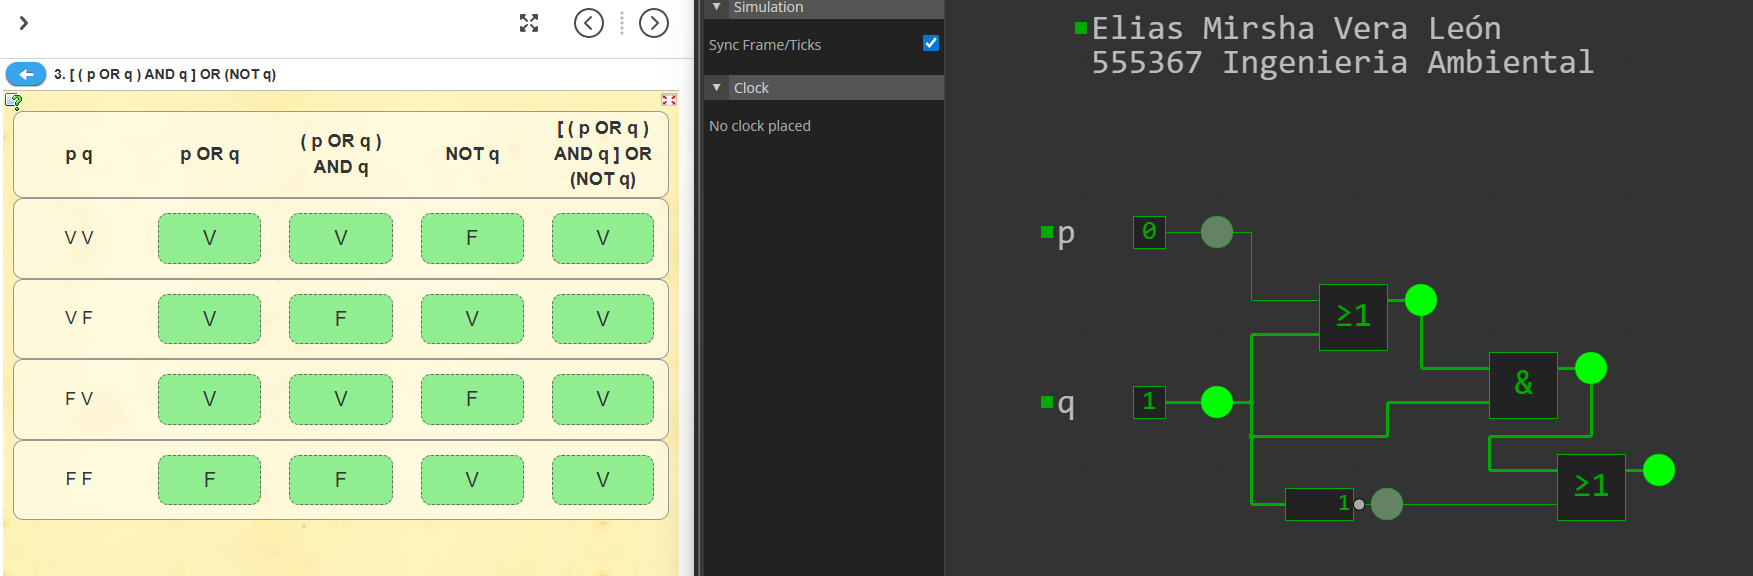 3. [ ( p OR q ) AND q ] OR (NOT q)
p q
p OR q
( p OR q )
AND q
NOT q
[ ( p OR q )
AND q ] OR
(NOT q)
V V
V
V
F
V
V F
V
F
V
V
F V
V
V
F
V
F F
F
F
V
V
Simulation
Sync Frame/Ticks
Clock
No clock placed
Elias Mirsha Vera León
555367 Ingenieria Ambiental
p
0
≥1
&
q
1
1
≥1